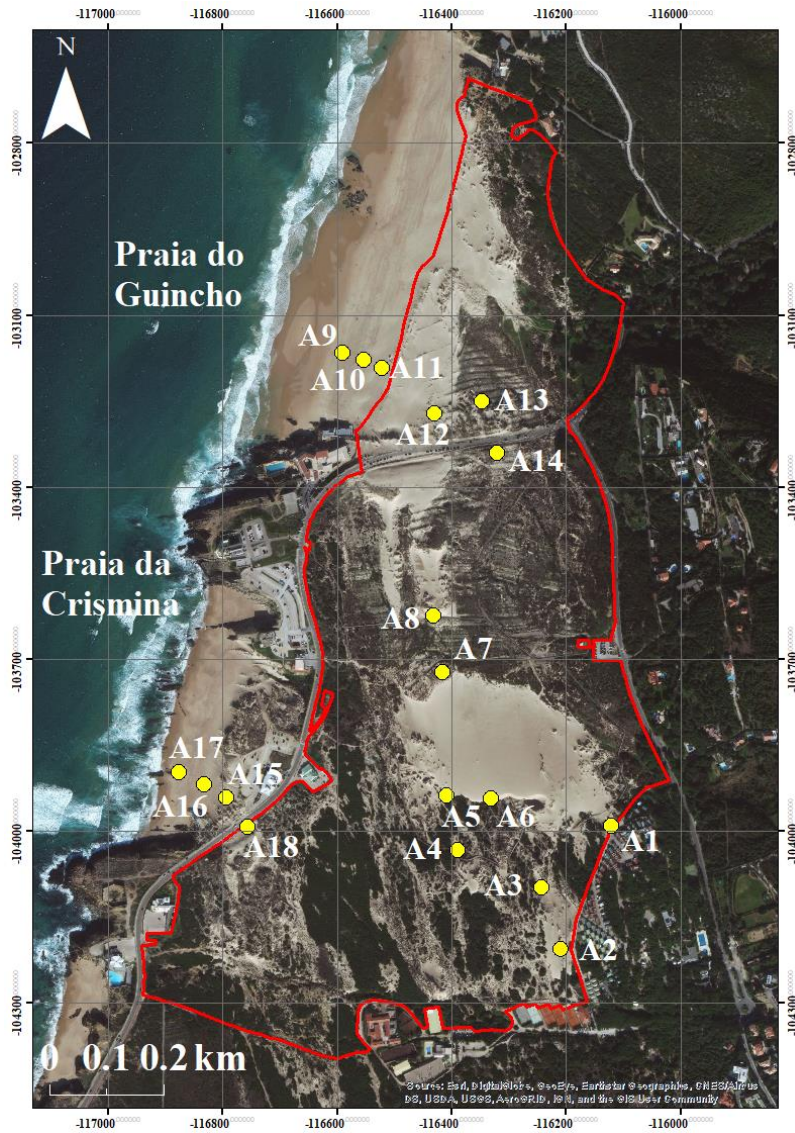 -117000 -116800 -116600 -116400 -116200 -116000
N
-102800 -102800
Praia do
Guincho
-103100 -103100
A9
A10 A11
A13
A12
A14
-103400 -103400
Praia da
Crismina
A8
A7
-103700 -103700
A17
A15
A16
A5 A6
-104000 -104000
A18
A1
A4
A3
A2
-104300 -104300
0 0.1 0.2 km
Source: Esri, DigitalGlobe, GeoEye, Earthstar Geographics, CNES/Airbus
DS, USDA, USGS, AeroGRID, IGN, and the GIS User Community
-117000 -116800 -116600 -116400 -116200 -116000